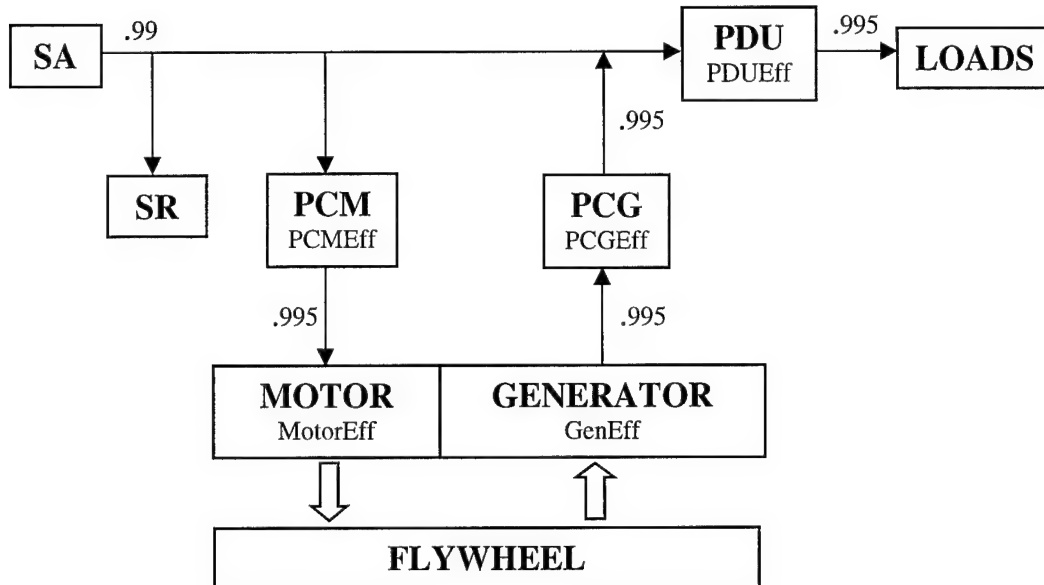 SA
.99
PDU
PDUEff
.995
LOADS
SR
PCM
PCMEff
.995
PCG
PCGEff
.995
.995
MOTOR
MotorEff
GENERATOR
GenEff
FLYWHEEL